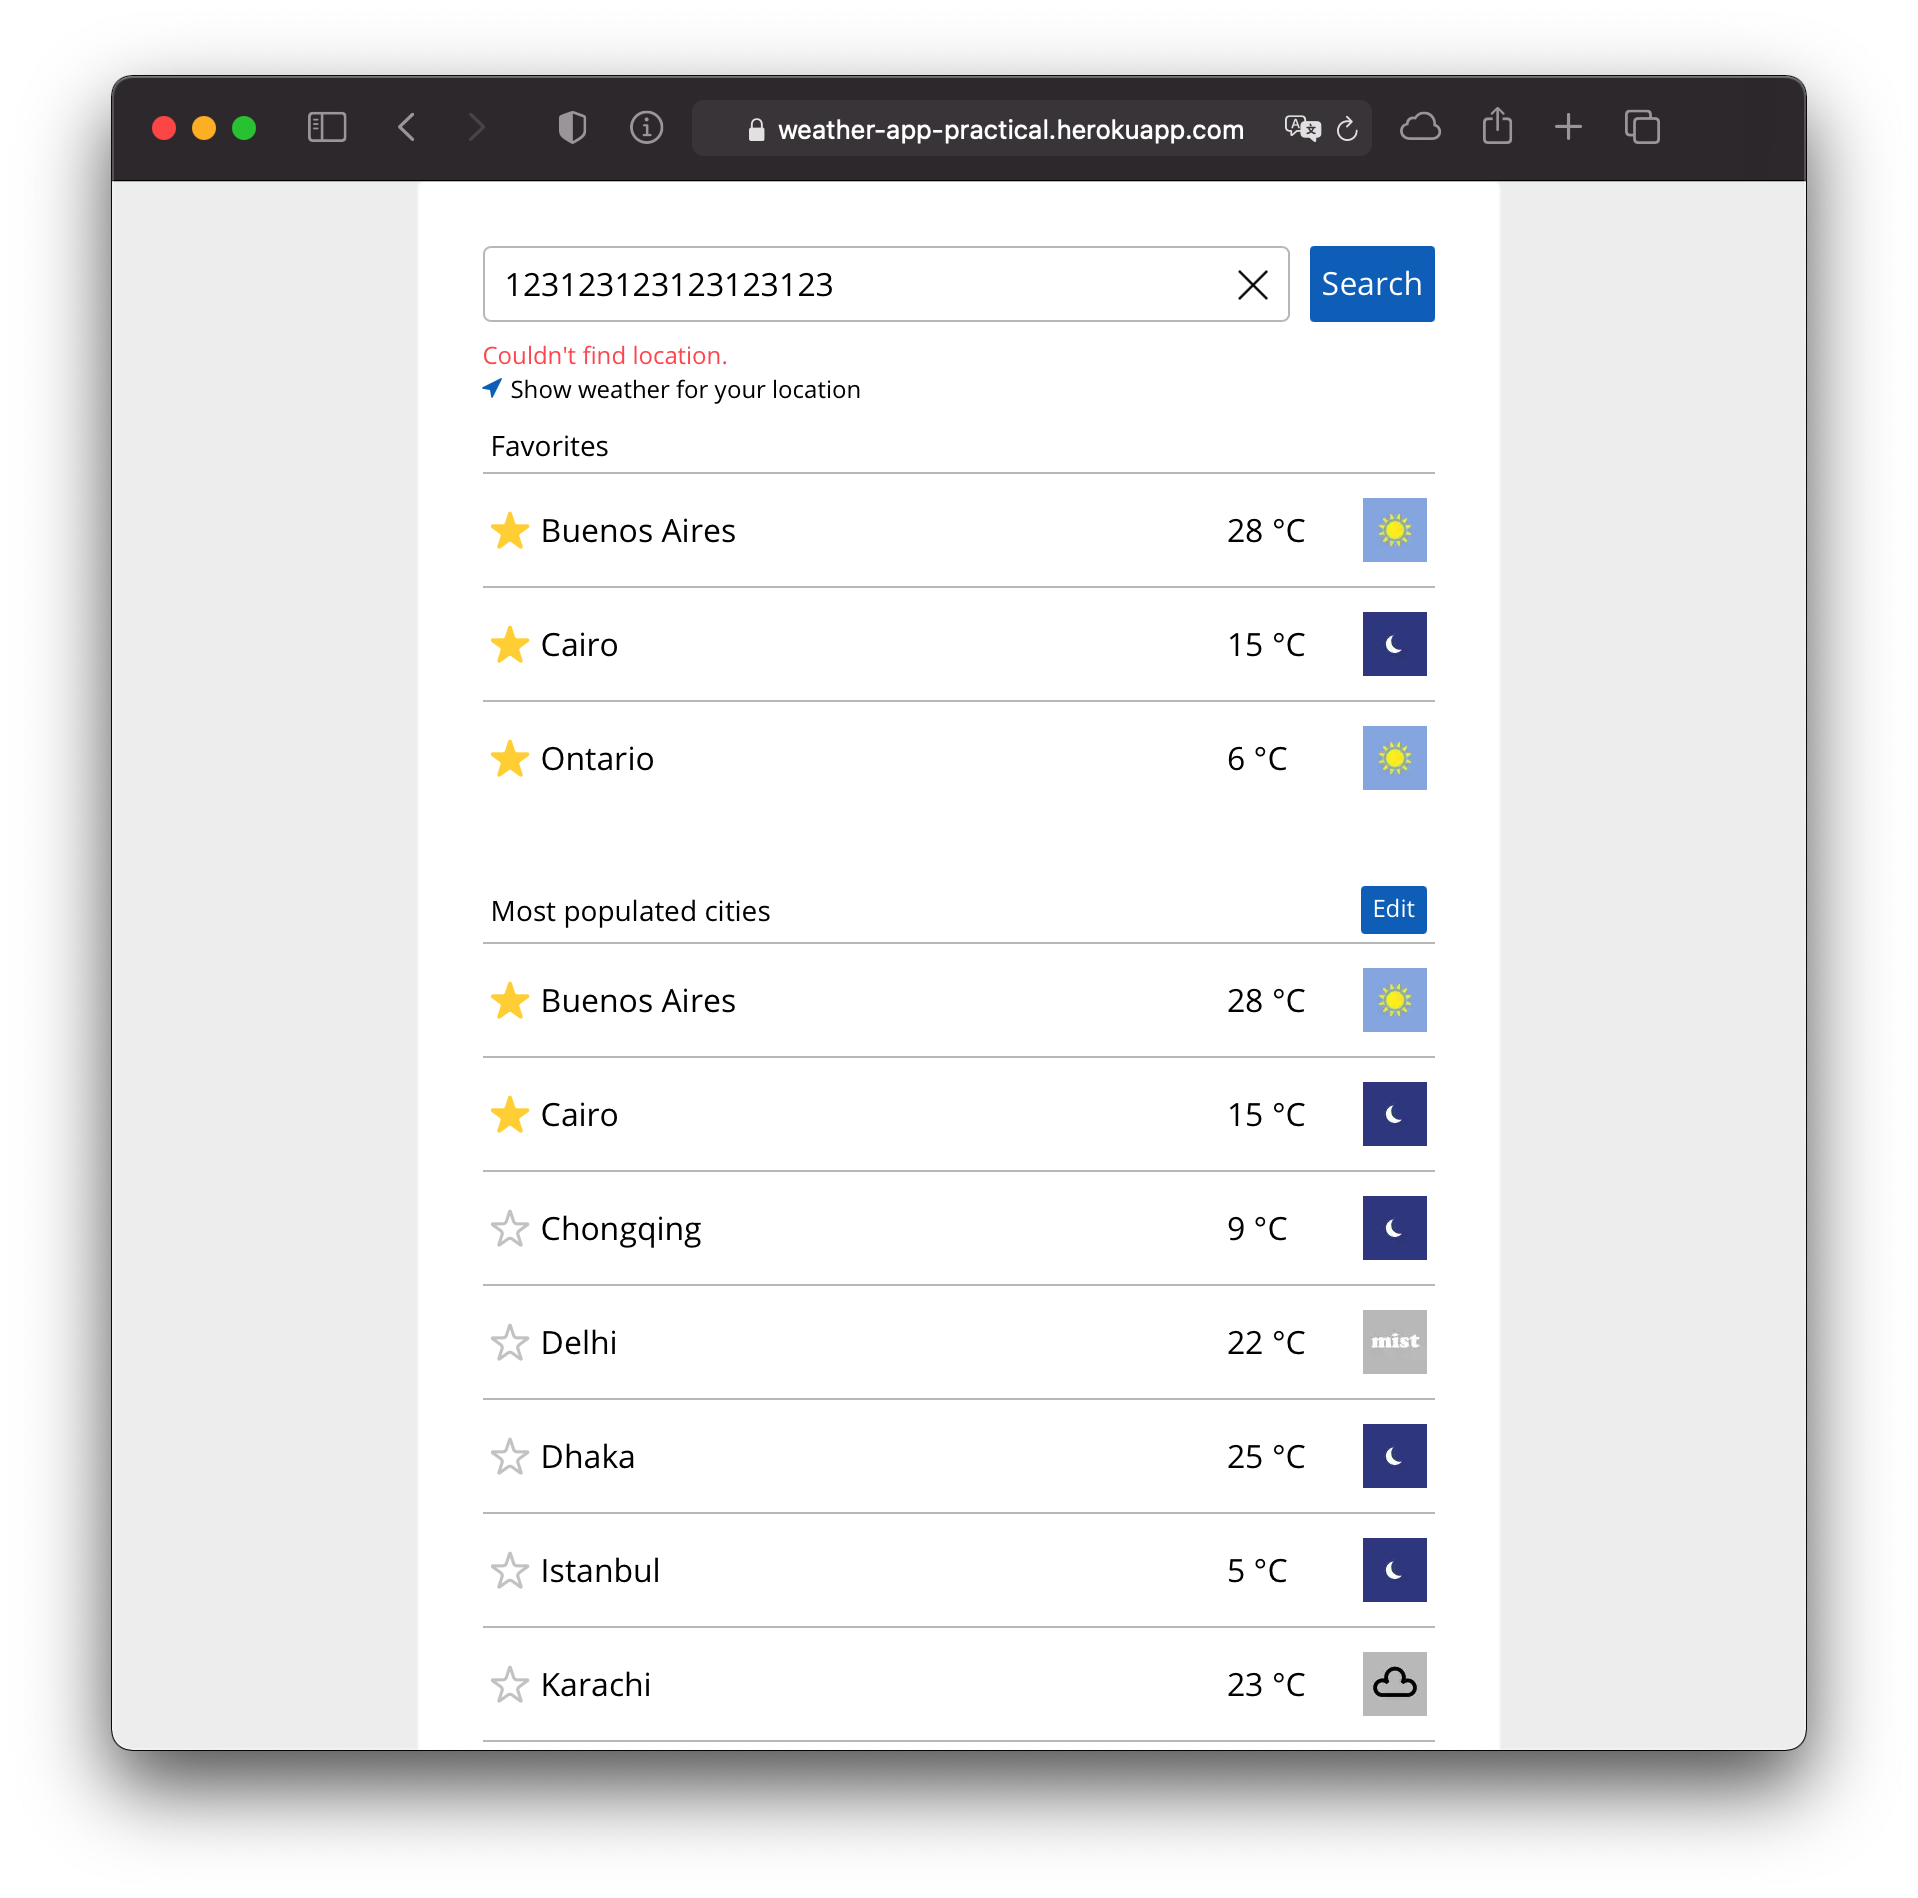 weather-app-practical.herokuapp.com
123123123123123123
Search
Couldn't find location.
Show weather for your location
Favorites
Buenos Aires 28 °C
Cairo 15 °C
Ontario 6 °C
Most populated cities Edit
Buenos Aires 28 °C
Cairo 15 °C
Chongqing 9 °C
Delhi 22 °C mist
Dhaka 25 °C
Istanbul 5 °C
Karachi 23 °C